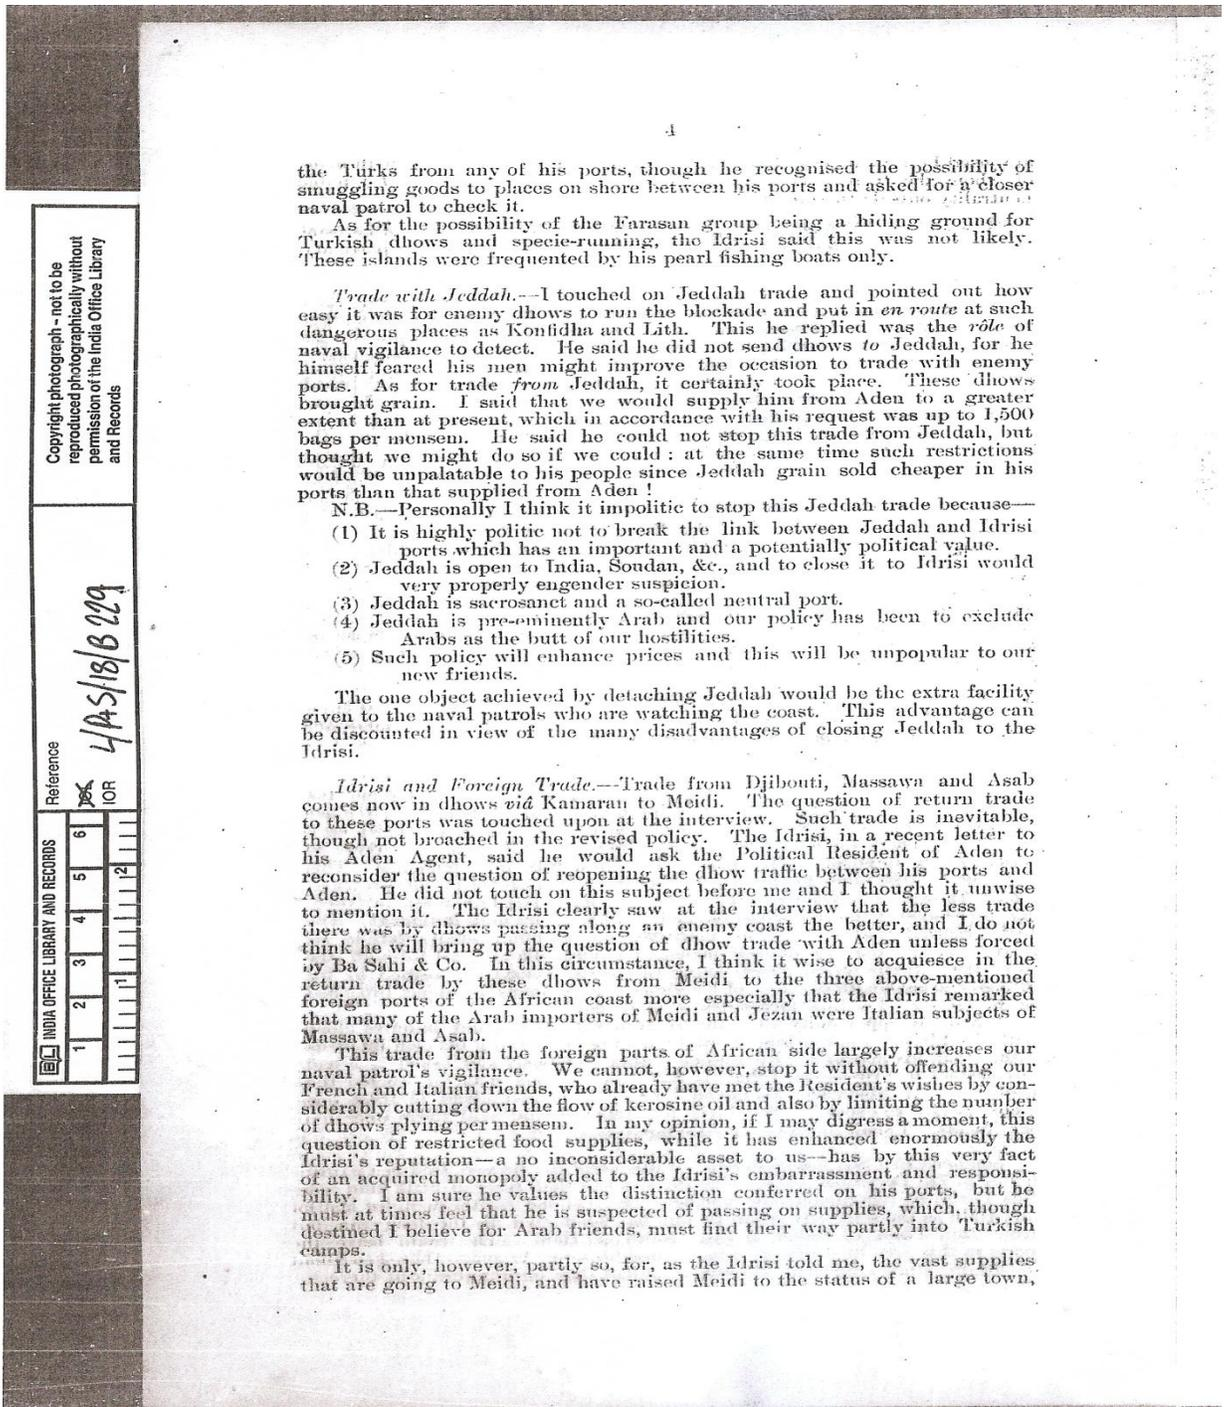 4
the Turks from any of his ports, though he recognised the possibility of
smuggling goods to places on shore between his ports and asked for a closer
naval patrol to check it.
As for the possibility of the Farasan group being a hiding ground for
Turkish dhows and specie-running, the Idrisi said this was not likely.
These islands were frequented by his pearl fishing boats only.
Trade with Jeddah.—I touched on Jeddah trade and pointed out how
easy it was for enemy dhows to run the blockade and put in en route at such
dangerous places as Konfidha and Lith. This he replied was the rôle of
naval vigilance to detect. He said he did not send dhows to Jeddah, for he
himself feared his men might improve the occasion to trade with enemy
ports. As for trade from Jeddah, it certainly took place. These dhows
brought grain. I said that we would supply him from Aden to a greater
extent than at present, which in accordance with his request was up to 1,500
bags per mensem. He said he could not stop this trade from Jeddah, but
thought we might do so if we could : at the same time such restrictions
would be unpalatable to his people since Jeddah grain sold cheaper in his
ports than that supplied from Aden !
N.B.—Personally I think it impolitic to stop this Jeddah trade because—
(1) It is highly politic not to break the link between Jeddah and Idrisi
ports which has an important and a potentially political value.
(2) Jeddah is open to India, Soudan, &c., and to close it to Idrisi would
very properly engender suspicion.
(3) Jeddah is sacrosanct and a so-called neutral port.
(4) Jeddah is pre-eminently Arab and our policy has been to exclude
Arabs as the butt of our hostilities.
(5) Such policy will enhance prices and this will be unpopular to our
new friends.
The one object achieved by detaching Jeddah would be the extra facility
given to the naval patrols who are watching the coast. This advantage can
be discounted in view of the many disadvantages of closing Jeddah to the
Idrisi.
Idrisi and Foreign Trade.—Trade from Djibouti, Massawa and Asab
comes now in dhows viâ Kamaran to Meidi. The question of return trade
to these ports was touched upon at the interview. Such trade is inevitable,
though not broached in the revised policy. The Idrisi, in a recent letter to
his Aden Agent, said he would ask the Political Resident of Aden to
reconsider the question of reopening the dhow traffic between his ports and
Aden. He did not touch on this subject before me and I thought it unwise
to mention it. The Idrisi clearly saw at the interview that the less trade
there was by dhows passing along an enemy coast the better, and I do not
think he will bring up the question of dhow trade with Aden unless forced
by Ba Sahi & Co. In this circumstance, I think it wise to acquiesce in the
return trade by these dhows from Meidi to the three above-mentioned
foreign ports of the African coast more especially that the Idrisi remarked
that many of the Arab importers of Meidi and Jezan were Italian subjects of
Massawa and Asab.
This trade from the foreign parts of African side largely increases our
naval patrol's vigilance. We cannot, however, stop it without offending our
French and Italian friends, who already have met the Resident's wishes by con-
siderably cutting down the flow of kerosine oil and also by limiting the number
of dhows plying per mensem. In my opinion, if I may digress a moment, this
question of restricted food supplies, while it has enhanced enormously the
Idrisi's reputation—a no inconsiderable asset to us—has by this very fact
of an acquired monopoly added to the Idrisi's embarrassment and responsi-
bility. I am sure he values the distinction conferred on his ports, but he
must at times feel that he is suspected of passing on supplies, which, though
destined I believe for Arab friends, must find their way partly into Turkish
camps.
It is only, however, partly so, for, as the Idrisi told me, the vast supplies
that are going to Meidi, and have raised Meidi to the status of a large town,
Copyright photograph - not to be
reproduced photographically without
permission of the India Office Library
and Records
Reference
IOR
4/AS/18/B 229
BL INDIA OFFICE LIBRARY AND RECORDS
1 2 3 4 5 6
1 2